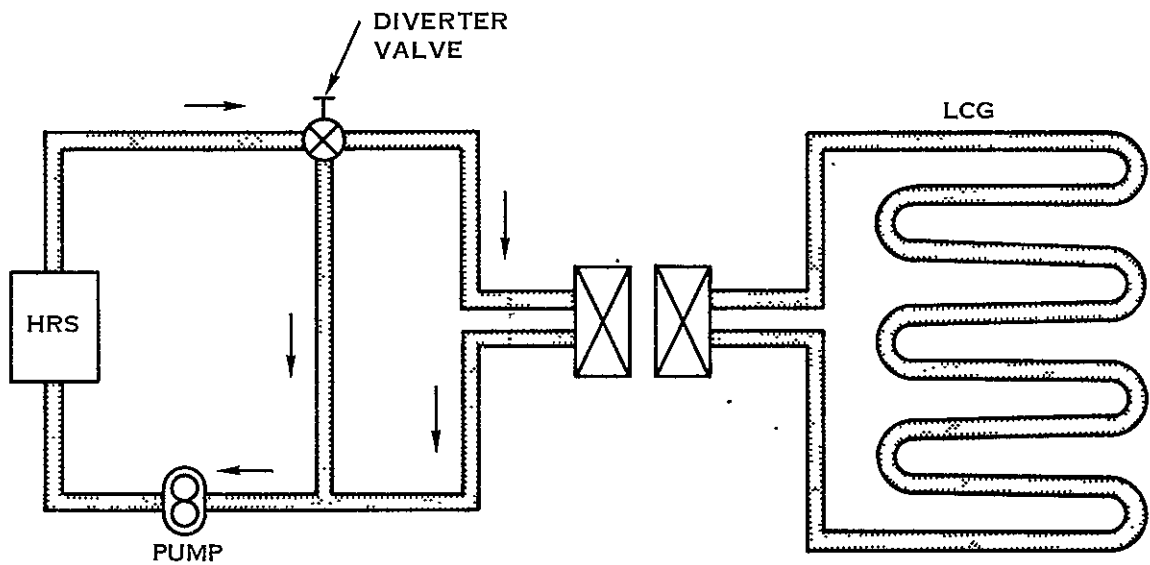 DIVERTER
VALVE
LCG
HRS
PUMP